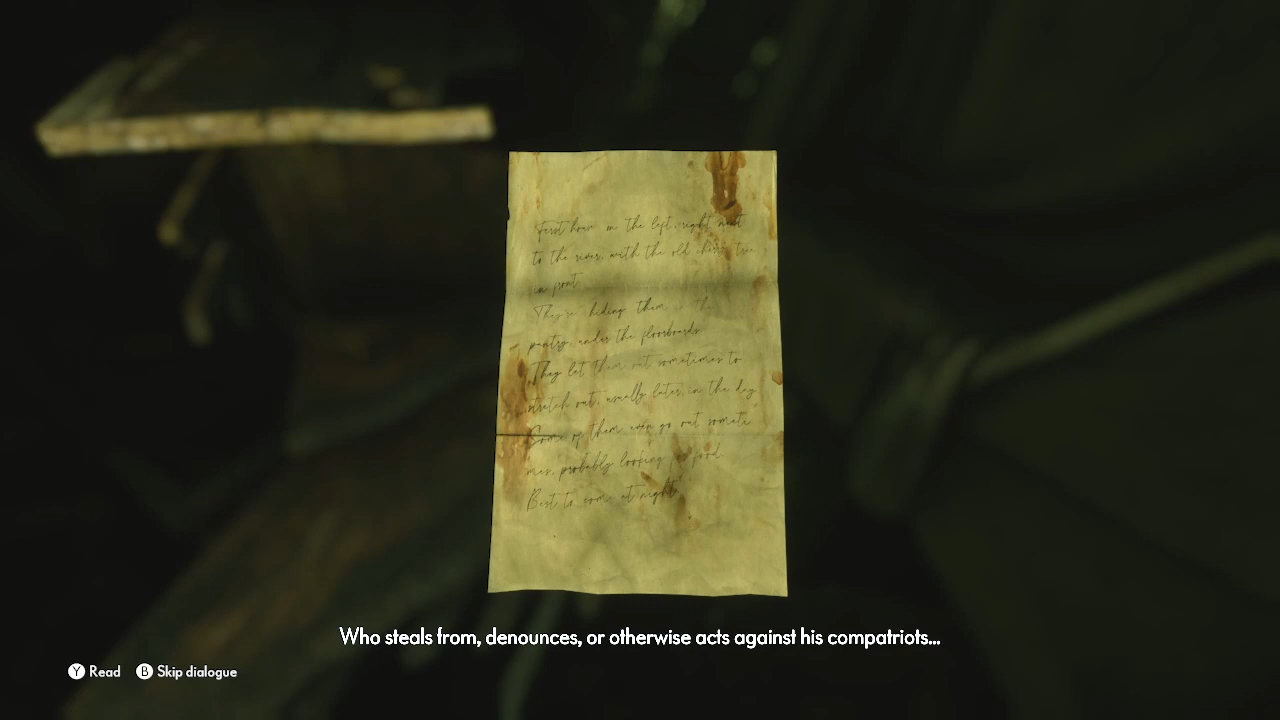 First house on the left, right next
to the river, with the old cherry tree
in front.
They're hiding them in the
pantry, under the floorboards.
They let them out sometimes to
stretch out, usually later in the day
Some of them even go out someti
mes, probably looking for food.
Best to come at night.
Who steals from, denounces, or otherwise acts against his compatriots...
Y Read B Skip dialogue